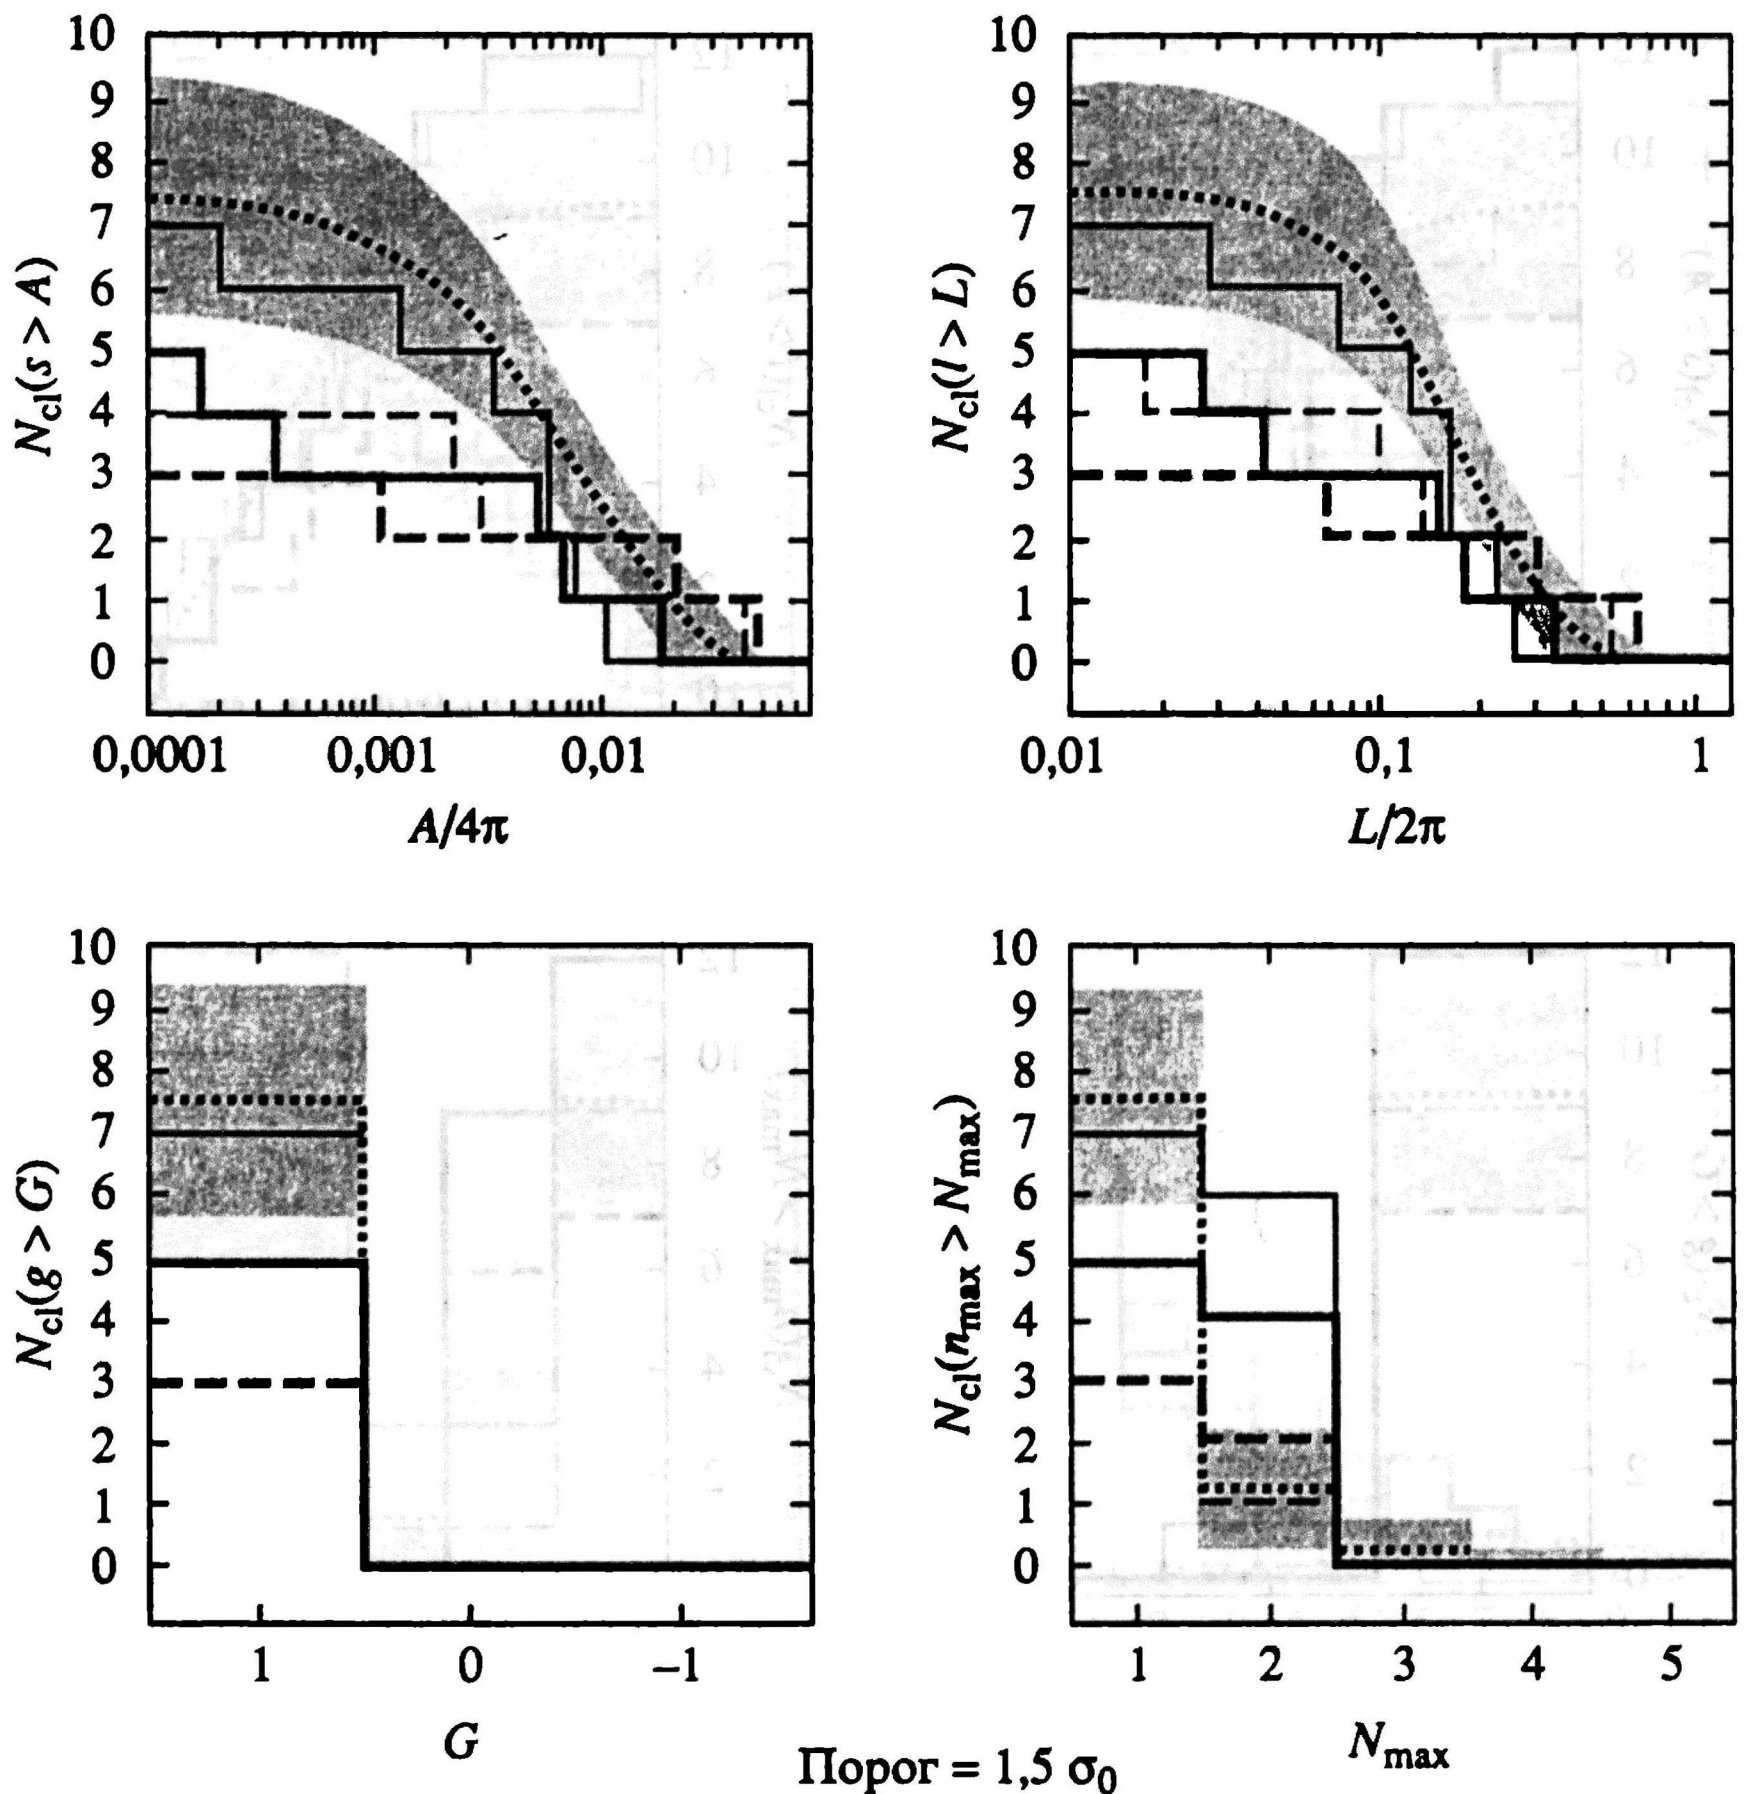 10 9 8 7 6 5 4 3 2 1 0
N_cl(s > A)
0,0001 0,001 0,01
A/4π
10 9 8 7 6 5 4 3 2 1 0
N_cl(l > L)
0,01 0,1 1
L/2π
10 9 8 7 6 5 4 3 2 1 0
N_cl(g > G)
1 0 −1
G
10 9 8 7 6 5 4 3 2 1 0
N_cl(n_max > N_max)
1 2 3 4 5
N_max
Порог = 1,5 σ₀